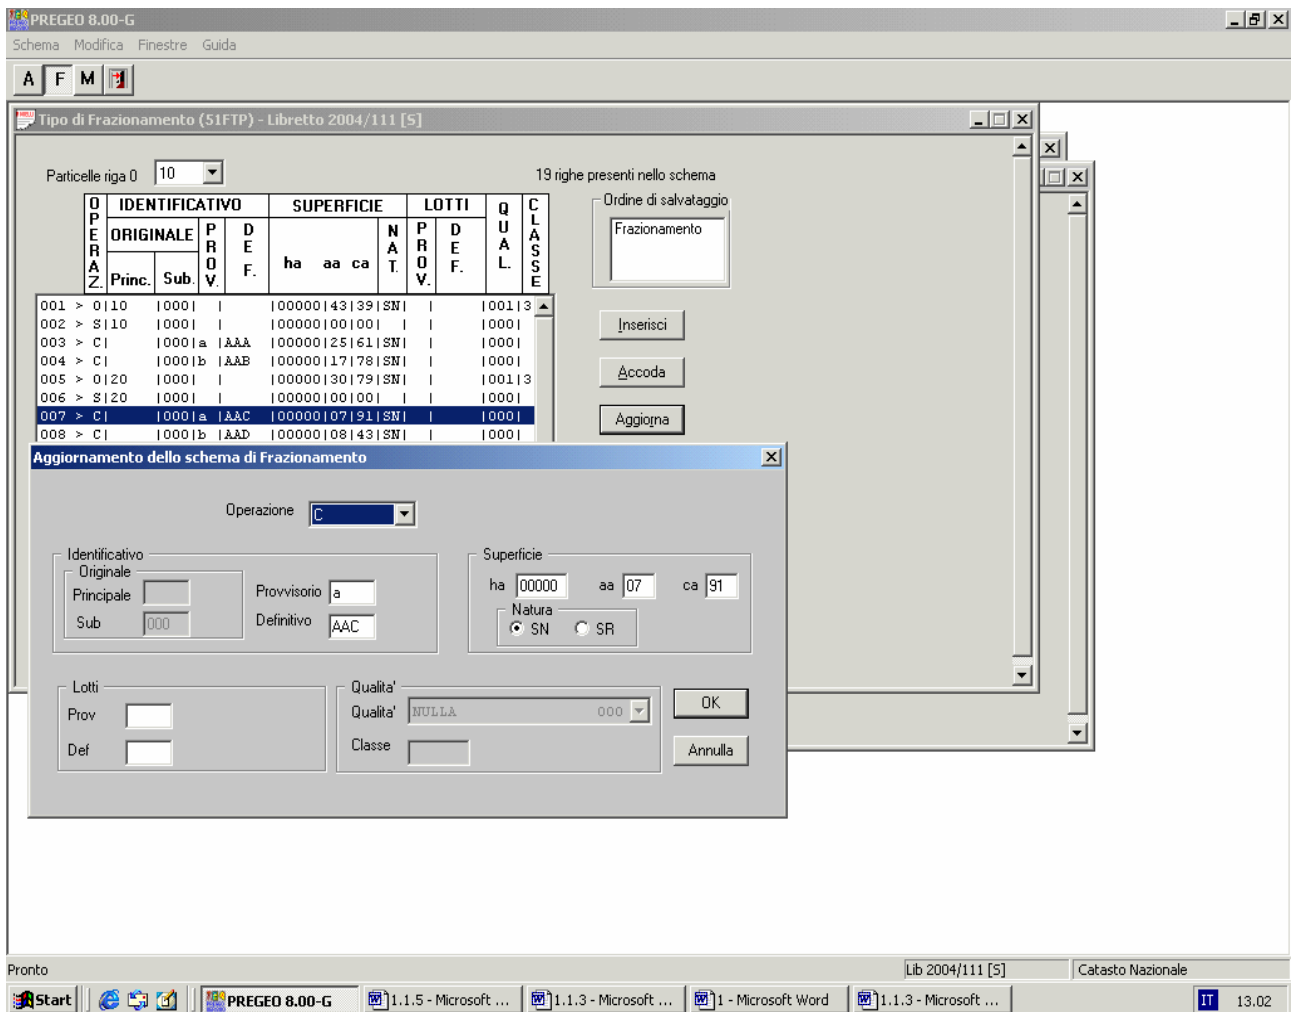 PREGEO 8.00-G
Schema Modifica Finestre Guida
A F M
Tipo di Frazionamento (51FTP) - Libretto 2004/111 [S]
Particelle riga 0 10 19 righe presenti nello schema
OPERAZ. IDENTIFICATIVO SUPERFICIE LOTTI QUAL. CLASSE
ORIGINALE PROV. DEF. ha aa ca NAT. PROV. DEF.
Princ. Sub.
001 > 0|10 |000| | |00000|43|39|SN| | |001|3
002 > S|10 |000| | |00000|00|00| | | |000|
003 > C| |000|a |AAA |00000|25|61|SN| | |000|
004 > C| |000|b |AAB |00000|17|78|SN| | |000|
005 > 0|20 |000| | |00000|30|79|SN| | |001|3
006 > S|20 |000| | |00000|00|00| | | |000|
007 > C| |000|a |AAC |00000|07|91|SN| | |000|
008 > C| |000|b |AAD |00000|08|43|SN| | |000|
Ordine di salvataggio
Frazionamento
Inserisci
Accoda
Aggiorna
Aggiornamento dello schema di Frazionamento
Operazione C
Identificativo
Originale
Principale
Sub 000
Provvisorio a
Definitivo AAC
Superficie
ha 00000 aa 07 ca 91
Natura
SN SR
Lotti
Prov
Def
Qualita'
Qualita' NULLA 000
Classe
OK
Annulla
Pronto Lib 2004/111 [S] Catasto Nazionale
Start PREGEO 8.00-G 1.1.5 - Microsoft ... 1.1.3 - Microsoft ... 1 - Microsoft Word 1.1.3 - Microsoft ... IT 13.02